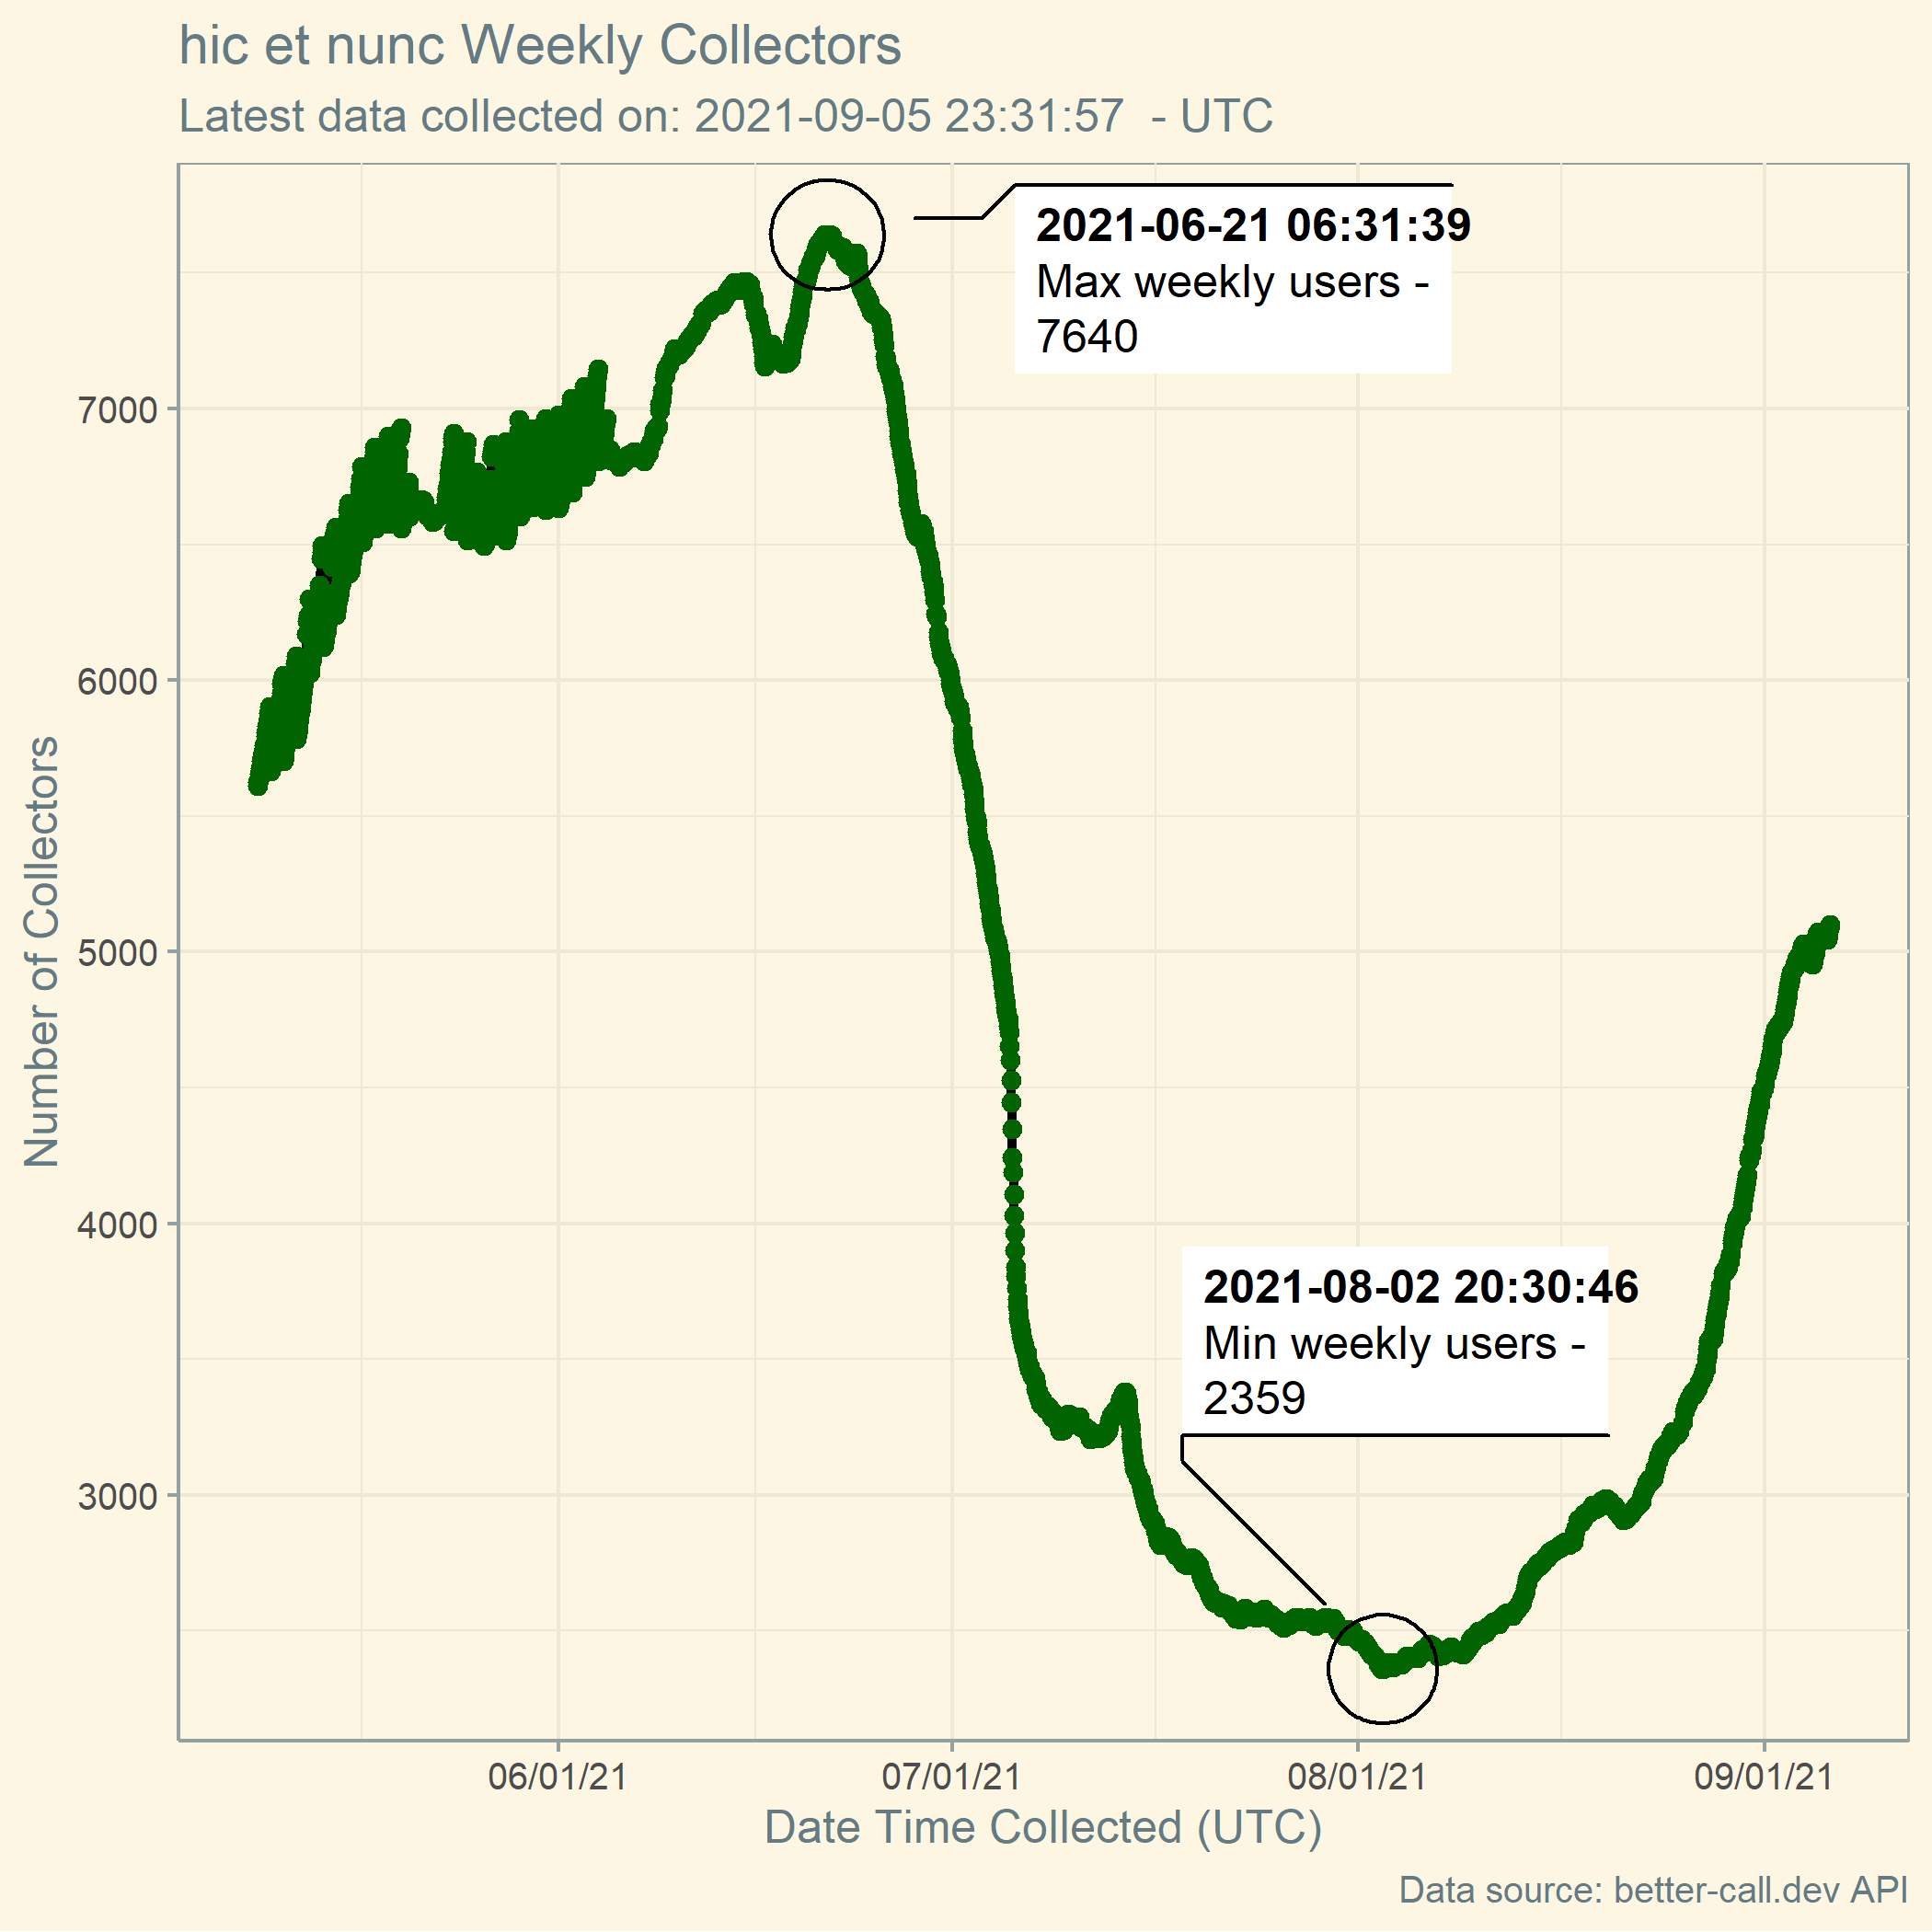 hic et nunc Weekly Collectors
Latest data collected on: 2021-09-05 23:31:57  - UTC
2021-06-21 06:31:39
Max weekly users -
7640
7000
6000
5000
4000
3000
Number of Collectors
2021-08-02 20:30:46
Min weekly users -
2359
06/01/21
07/01/21
08/01/21
09/01/21
Date Time Collected (UTC)
Data source: better-call.dev API